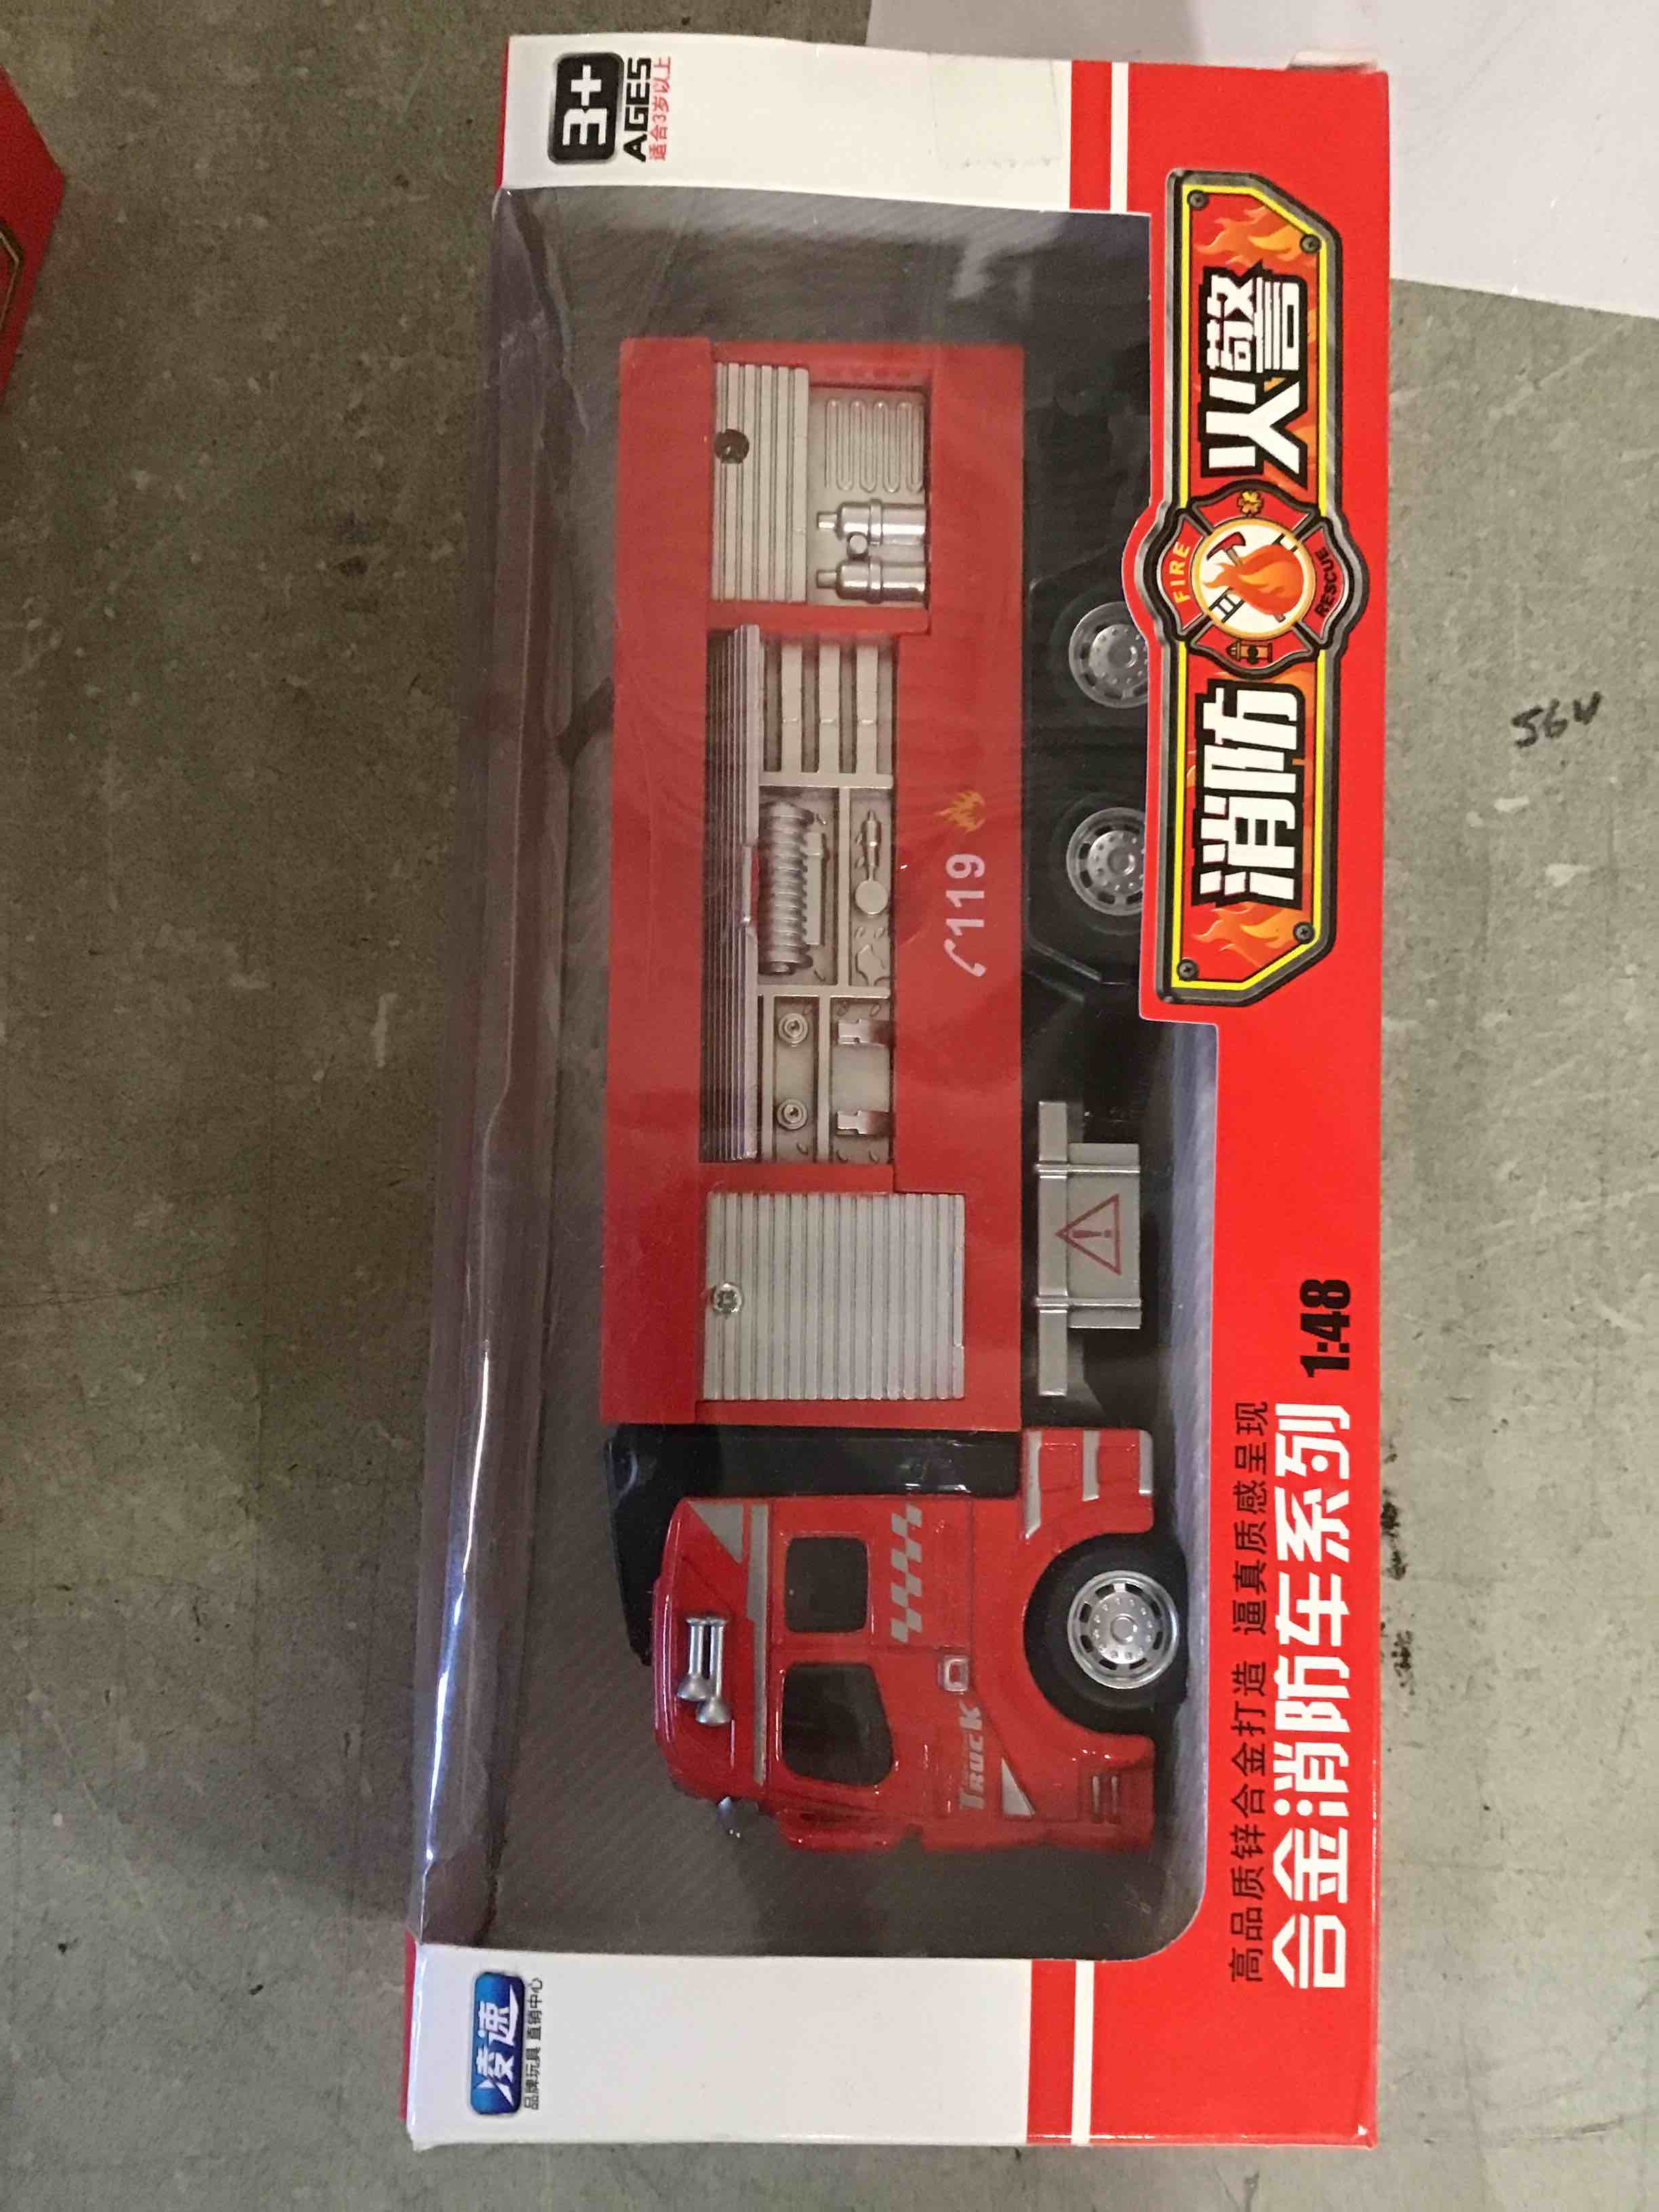 凌速
品牌玩具 直销中心
3+
AGES
适合3岁以上
119
TRUCK
消防 火警
FIRE
RESCUE
高品质锌合金打造 逼真质感呈现
合金消防车系列 1:48